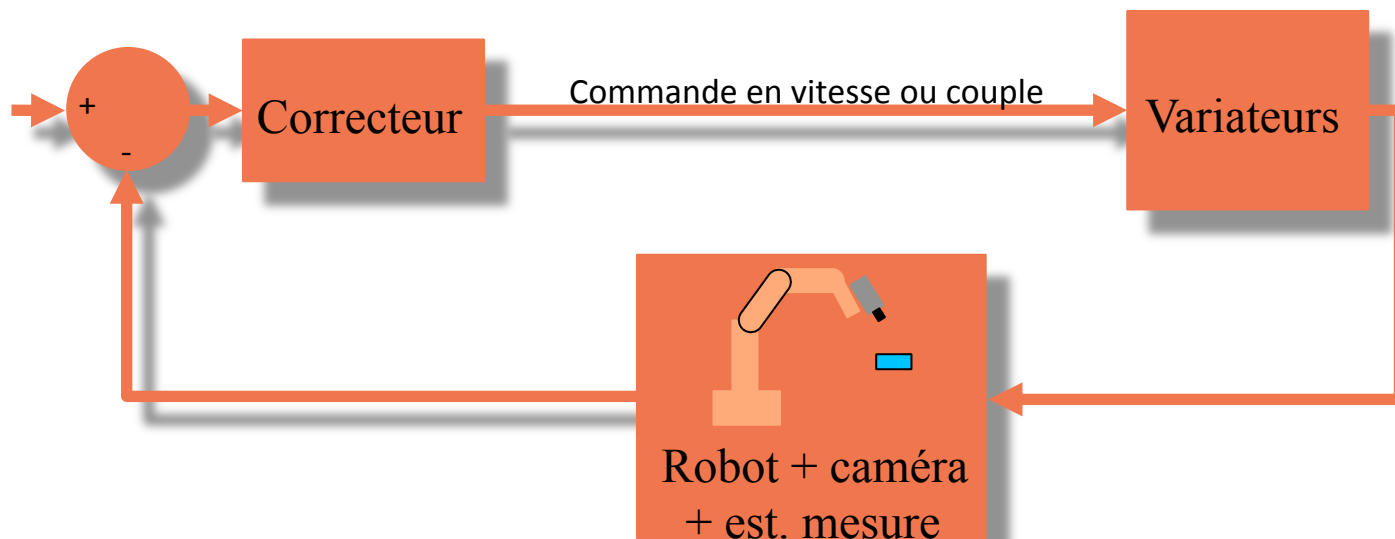 +
-
Correcteur
Commande en vitesse ou couple
Variateurs
Robot + caméra
+ est. mesure